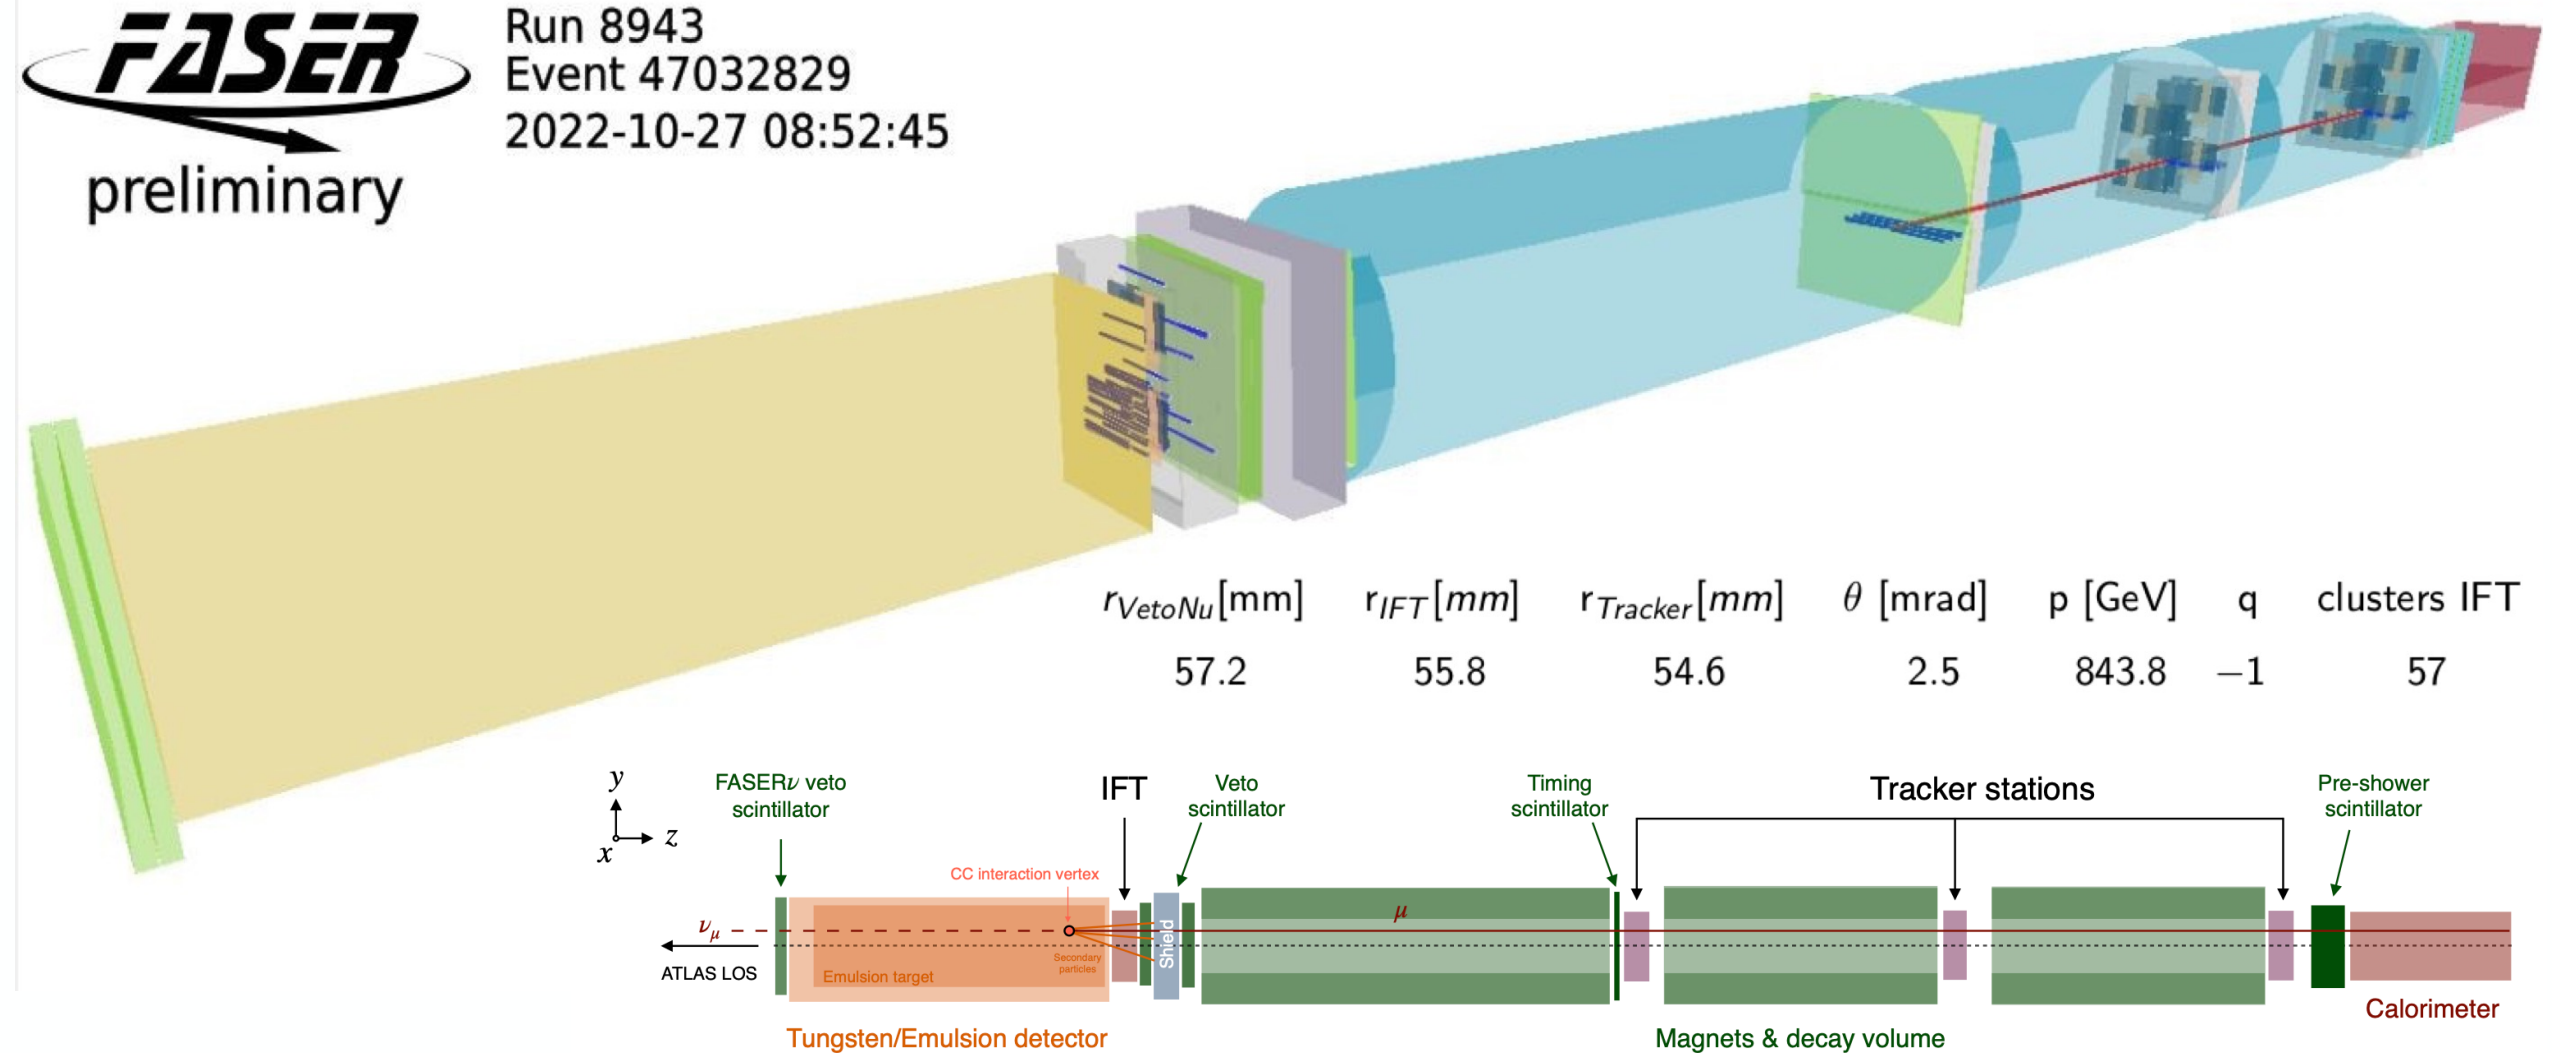 FASER
preliminary
Run 8943
Event 47032829
2022-10-27 08:52:45
r_VetoNu[mm] r_IFT[mm] r_Tracker[mm] θ [mrad] p [GeV] q clusters IFT
57.2 55.8 54.6 2.5 843.8 −1 57
y
z
x
FASERν veto
scintillator
IFT
Veto
scintillator
Timing
scintillator
Tracker stations
Pre-shower
scintillator
CC interaction vertex
ν_μ
μ
Shield
Secondary
particles
ATLAS LOS
Emulsion target
Calorimeter
Tungsten/Emulsion detector
Magnets & decay volume